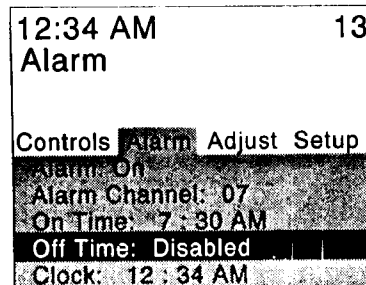 12:34 AM 13
Alarm
Controls Alarm Adjust Setup
Alarm: On
Alarm Channel: 07
On Time: 7 : 30 AM
Off Time: Disabled
Clock: 12 : 34 AM